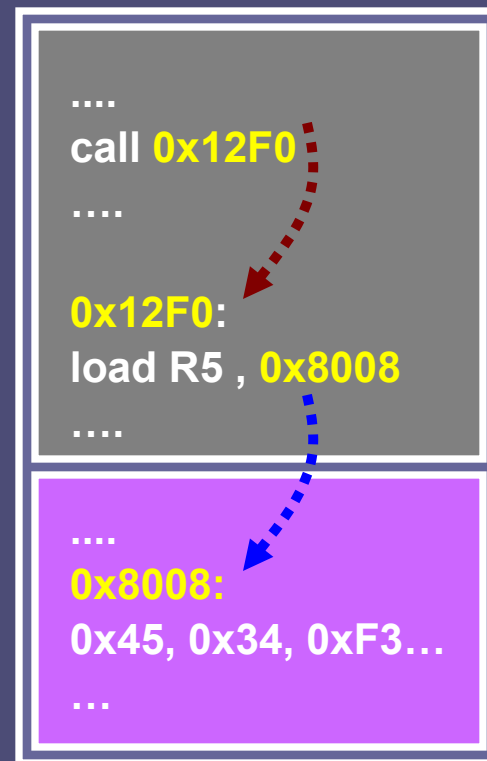 ....
call 0x12F0
….
0x12F0:
load R5 , 0x8008
….
....
0x8008:
0x45, 0x34, 0xF3…
…